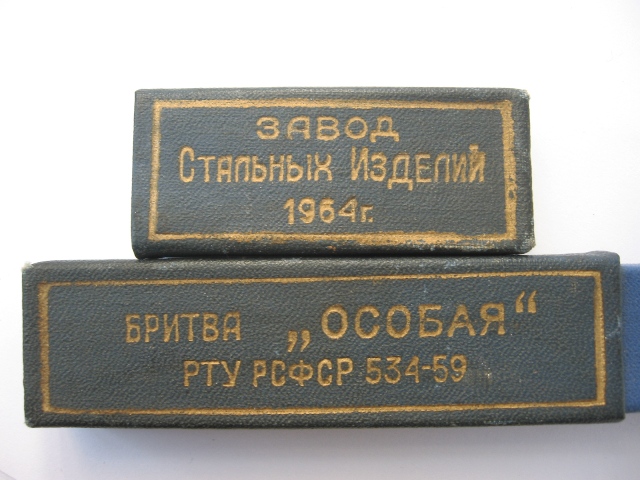 ЗАВОД
Стальных Изделий
1964г.
БРИТВА „ОСОБАЯ“
РТУ РСФСР 534-59